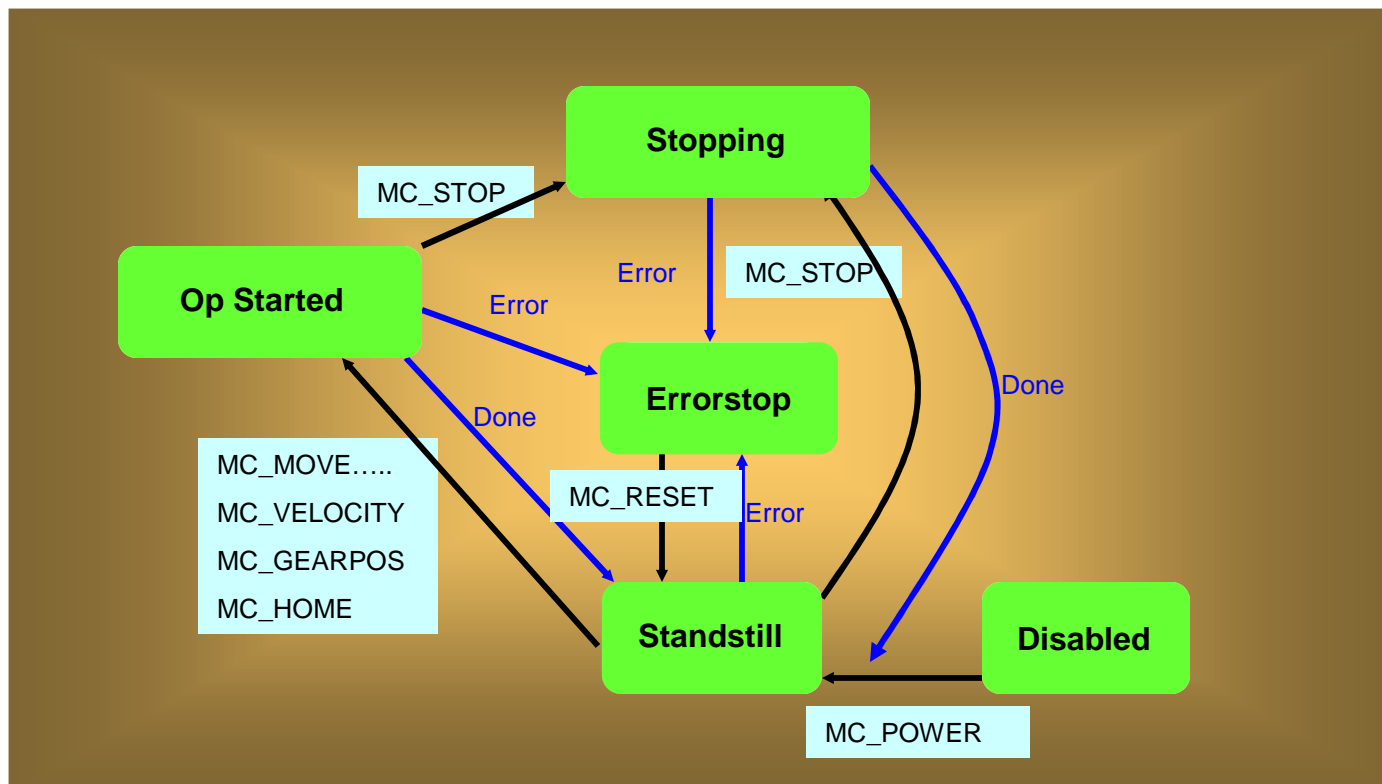 Stopping
MC_STOP
Op Started
Error
MC_STOP
Error
Errorstop
Done
Done
MC_MOVE…..
MC_VELOCITY
MC_GEARPOS
MC_HOME
MC_RESET
Error
Standstill
Disabled
MC_POWER